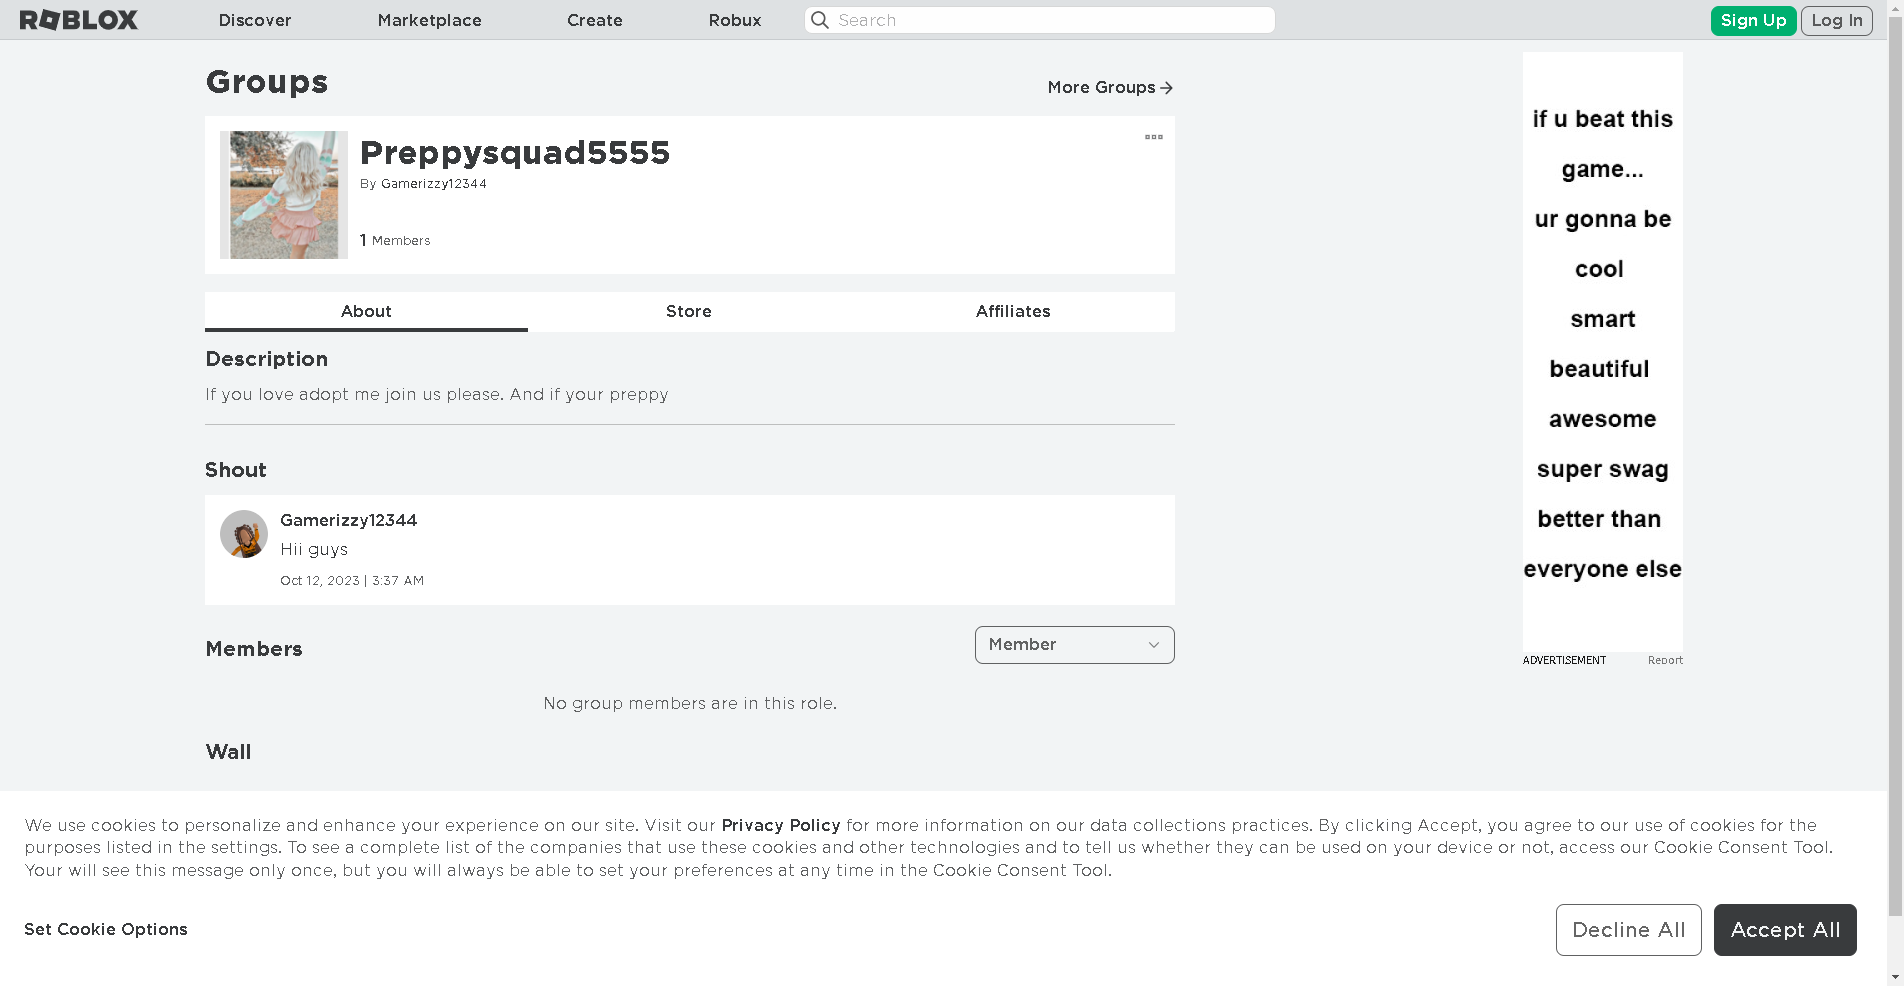 ROBLOX
Discover
Marketplace
Create
Robux
Search
Sign Up
Log In
Groups
More Groups
Preppysquad5555
By Gamerizzy12344
1 Members
About
Store
Affiliates
Description
If you love adopt me join us please. And if your preppy
Shout
Gamerizzy12344
Hii guys
Oct 12, 2023 | 3:37 AM
Members
Member
No group members are in this role.
Wall
if u beat this
game...
ur gonna be
cool
smart
beautiful
awesome
super swag
better than
everyone else
ADVERTISEMENT
Report
We use cookies to personalize and enhance your experience on our site. Visit our Privacy Policy for more information on our data collections practices. By clicking Accept, you agree to our use of cookies for the
purposes listed in the settings. To see a complete list of the companies that use these cookies and other technologies and to tell us whether they can be used on your device or not, access our Cookie Consent Tool.
Your will see this message only once, but you will always be able to set your preferences at any time in the Cookie Consent Tool.
Set Cookie Options
Decline All
Accept All